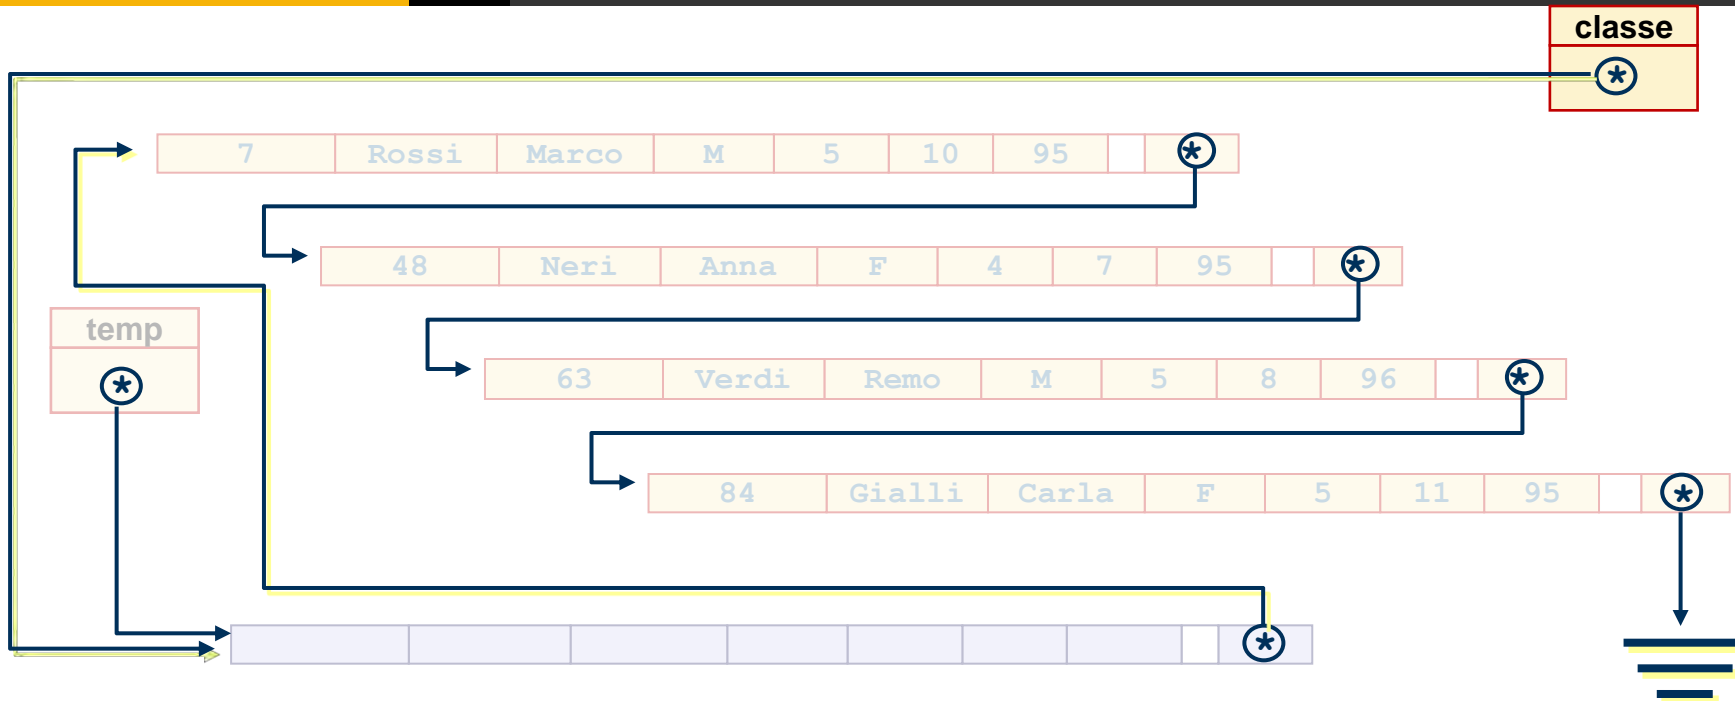 classe
*
7 Rossi Marco M 5 10 95 *
48 Neri Anna F 4 7 95 *
temp
*
63 Verdi Remo M 5 8 96 *
84 Gialli Carla F 5 11 95 *
*